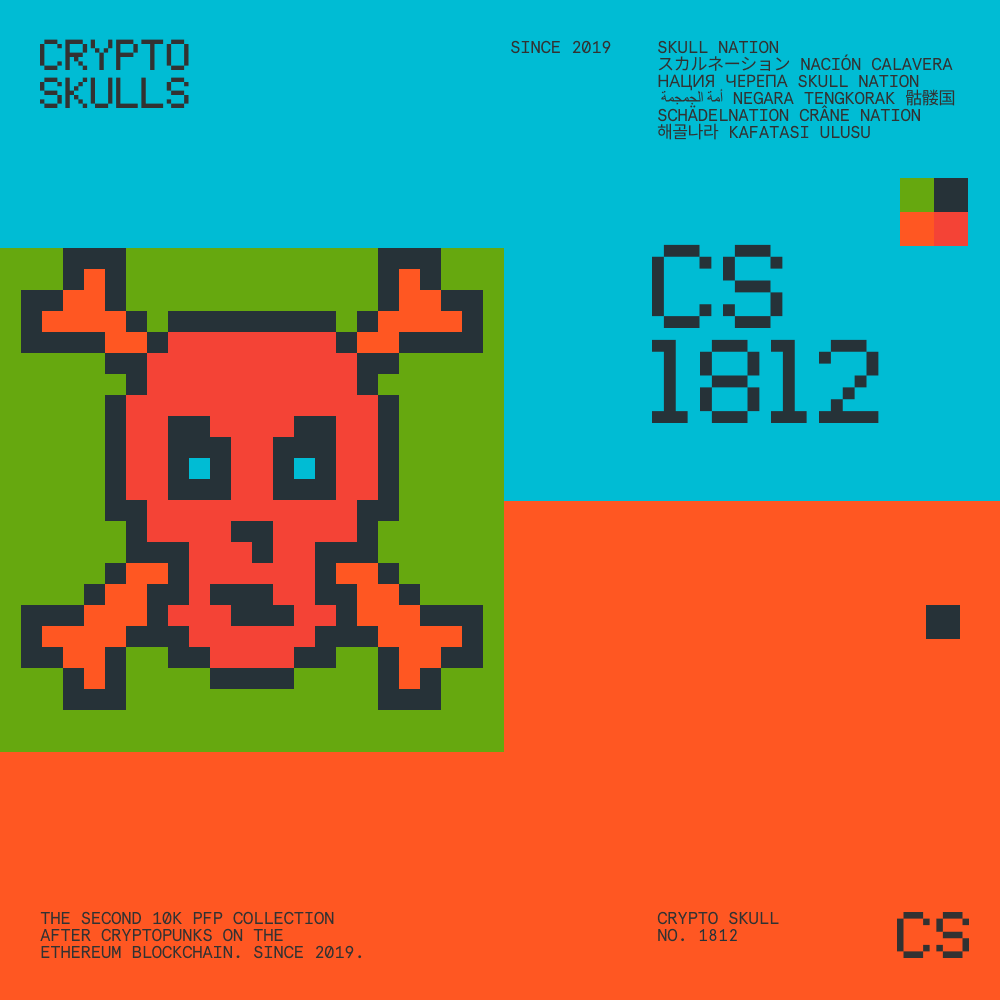 CRYPTO
SKULLS
SINCE 2019
SKULL NATION
スカルネーション NACIÓN CALAVERA
НАЦИЯ ЧЕРЕПА SKULL NATION
أمة الجمجمة NEGARA TENGKORAK 骷髅国
SCHÄDELNATION CRÂNE NATION
해골나라 KAFATASI ULUSU
CS
1812
THE SECOND 10K PFP COLLECTION
AFTER CRYPTOPUNKS ON THE
ETHEREUM BLOCKCHAIN. SINCE 2019.
CRYPTO SKULL
NO. 1812
CS